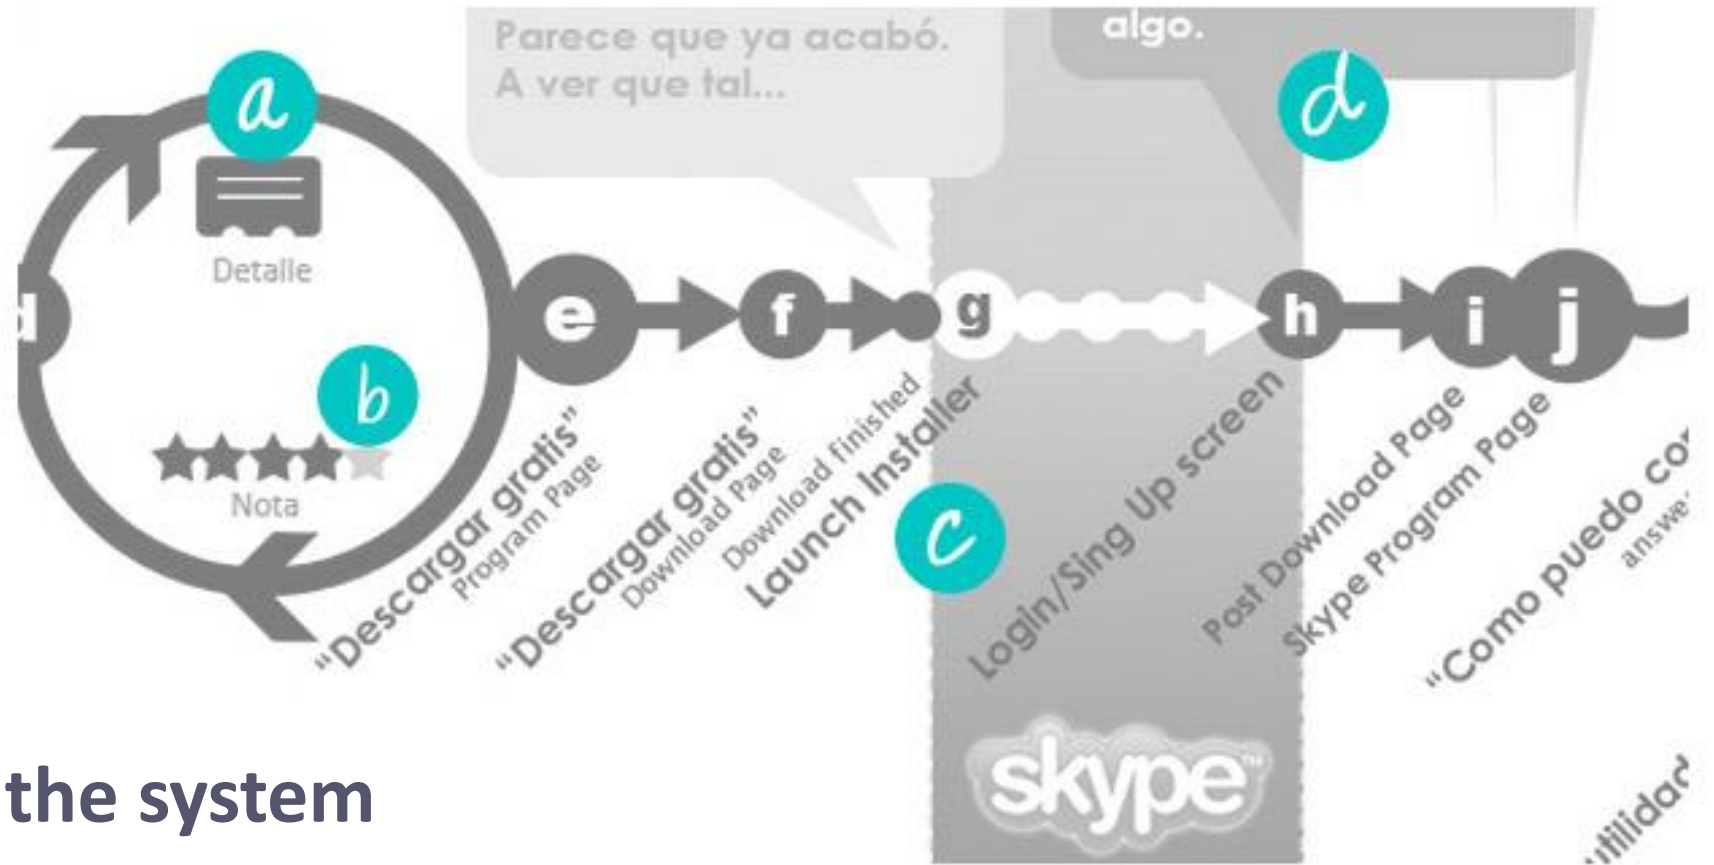 Parece que ya acabó.
A ver que tal...
algo.
a
d
Detalle
d
e
f
g
h
i
j
b
Nota
"Descargar gratis"
Program Page
"Descargar gratis"
Download Page
Download finished
Launch Installer
c
Login/Sing Up screen
Post Download Page
Skype Program Page
"Como puedo
skype
the system